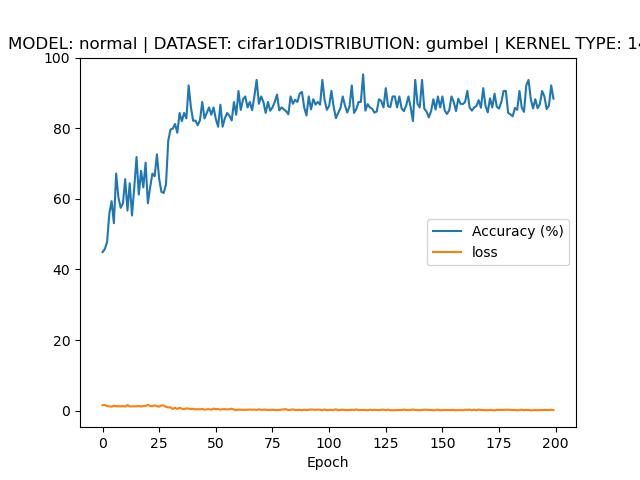 MODEL: normal | DATASET: cifar10DISTRIBUTION: gumbel | KERNEL TYPE: 14
100
80
60
40
20
0
Accuracy (%)
loss
0 25 50 75 100 125 150 175 200
Epoch